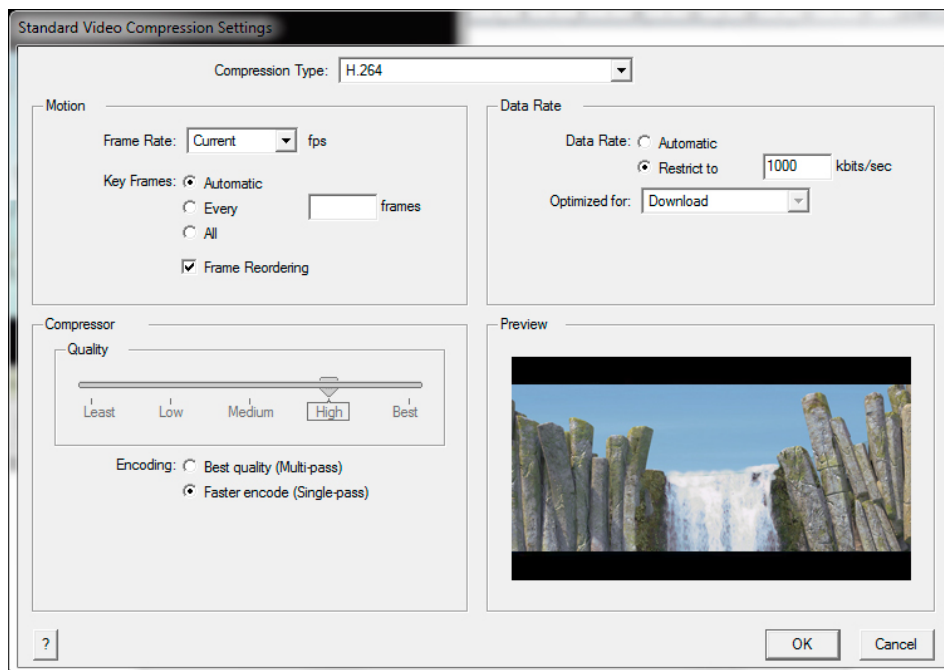 Standard Video Compression Settings
Compression Type: H.264
Motion
Frame Rate: Current fps
Key Frames: Automatic
Every frames
All
Frame Reordering
Data Rate
Data Rate: Automatic
Restrict to 1000 kbits/sec
Optimized for: Download
Compressor
Quality
Least Low Medium High Best
Encoding: Best quality (Multi-pass)
Faster encode (Single-pass)
Preview
? OK Cancel